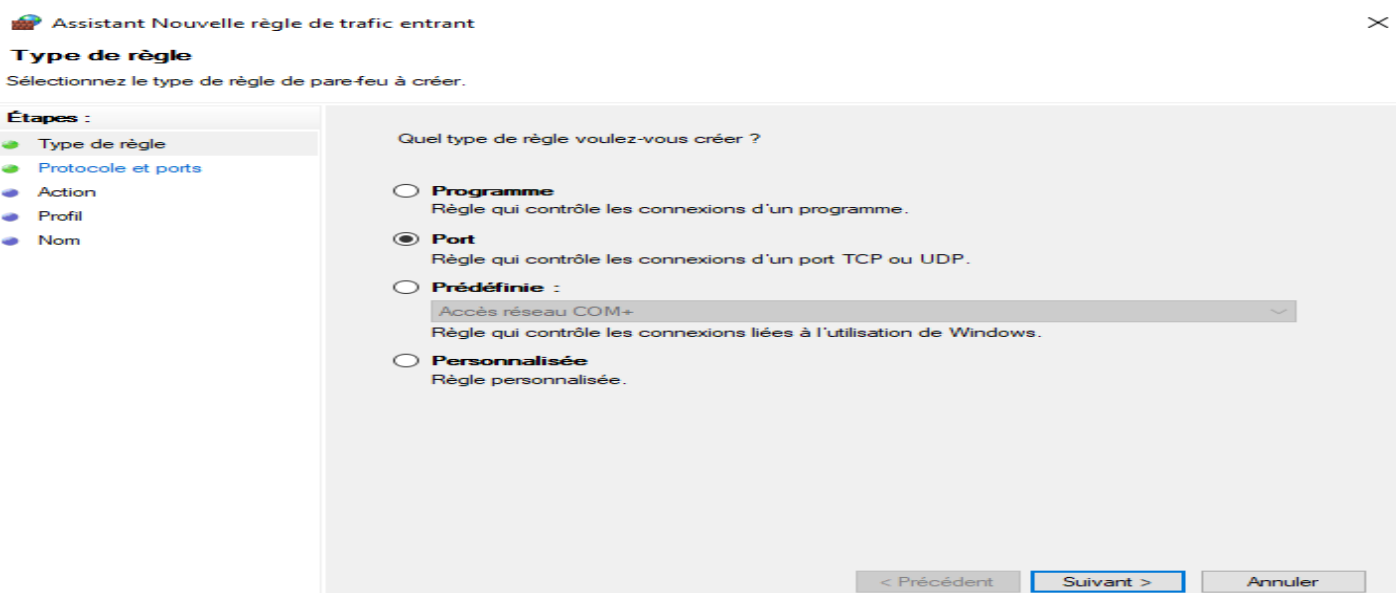 Assistant Nouvelle règle de trafic entrant
Type de règle
Sélectionnez le type de règle de pare-feu à créer.
Étapes :
Type de règle
Protocole et ports
Action
Profil
Nom
Quel type de règle voulez-vous créer ?
Programme
Règle qui contrôle les connexions d'un programme.
Port
Règle qui contrôle les connexions d'un port TCP ou UDP.
Prédéfinie :
Accès réseau COM+
Règle qui contrôle les connexions liées à l'utilisation de Windows.
Personnalisée
Règle personnalisée.
< Précédent
Suivant >
Annuler